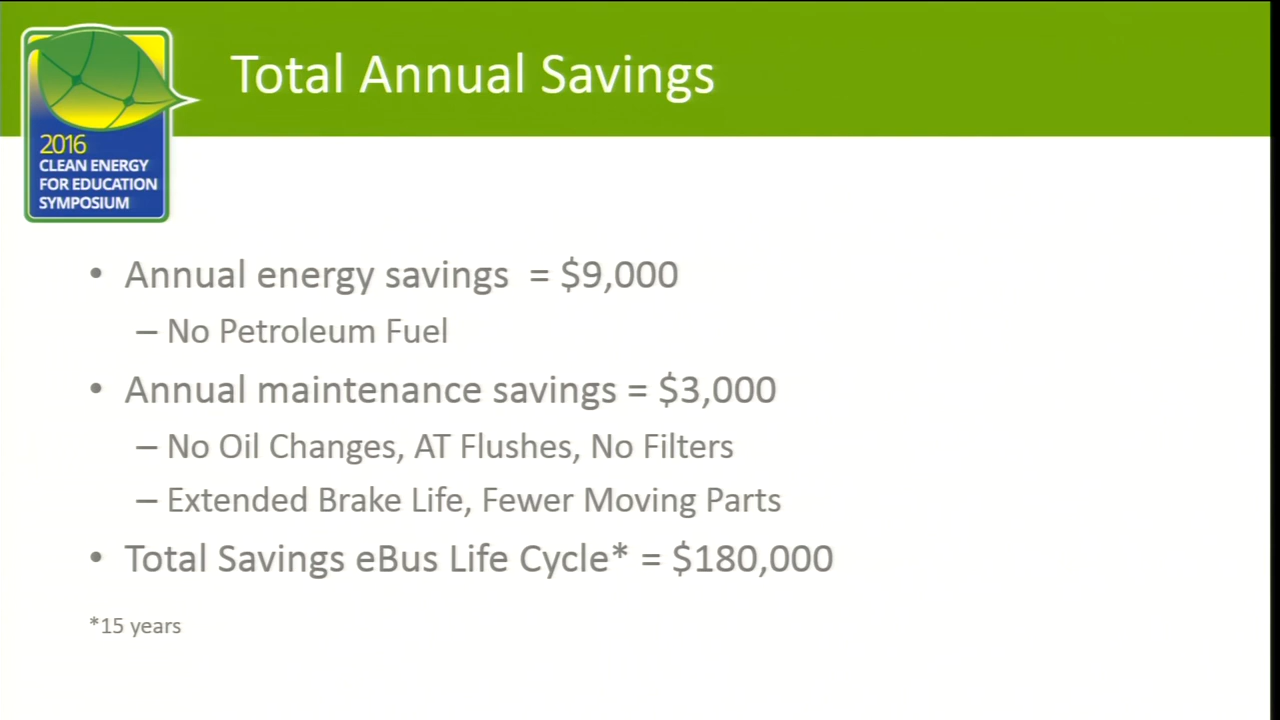 Total Annual Savings
2016
CLEAN ENERGY
FOR EDUCATION
SYMPOSIUM
• Annual energy savings = $9,000
– No Petroleum Fuel
• Annual maintenance savings = $3,000
– No Oil Changes, AT Flushes, No Filters
– Extended Brake Life, Fewer Moving Parts
• Total Savings eBus Life Cycle* = $180,000
*15 years